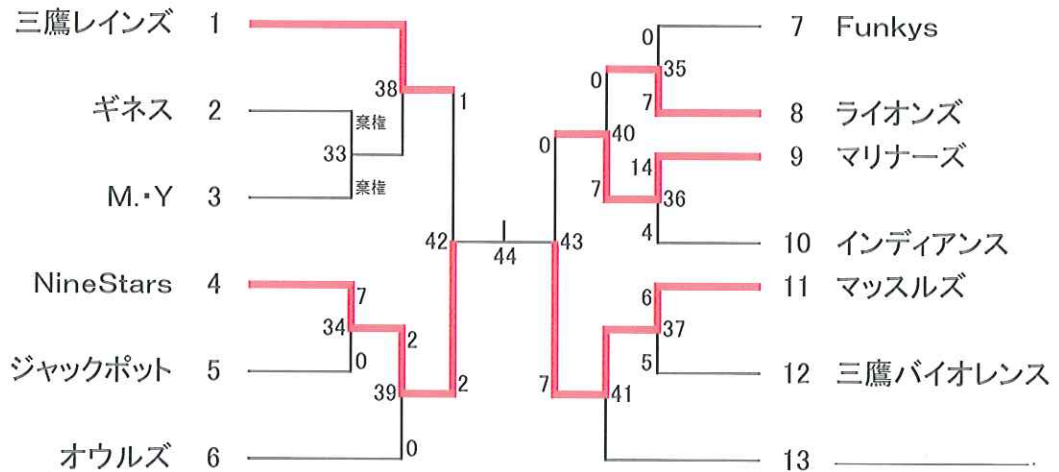 三鷹レインズ 1
ギネス 2
M.・Y 3
NineStars 4
ジャックポット 5
オウルズ 6
38
1
棄権
33
棄権
42
7
34
2
0
39
2
0
44
7 Funkys
8 ライオンズ
9 マリナーズ
10 インディアンス
11 マッスルズ
12 三鷹バイオレンス
13
0
35
0
7
40
0
14
7
36
4
43
6
37
5
7
41